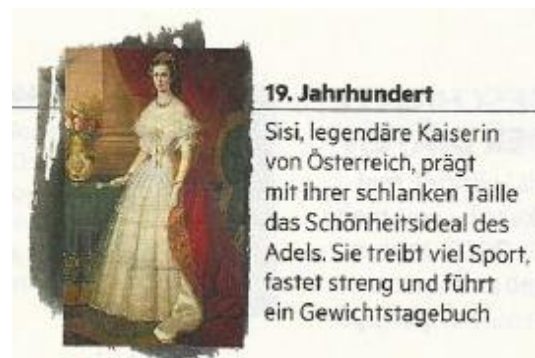 19. Jahrhundert
Sisi, legendäre Kaiserin
von Österreich, prägt
mit ihrer schlanken Taille
das Schönheitsideal des
Adels. Sie treibt viel Sport,
fastet streng und führt
ein Gewichtstagebuch